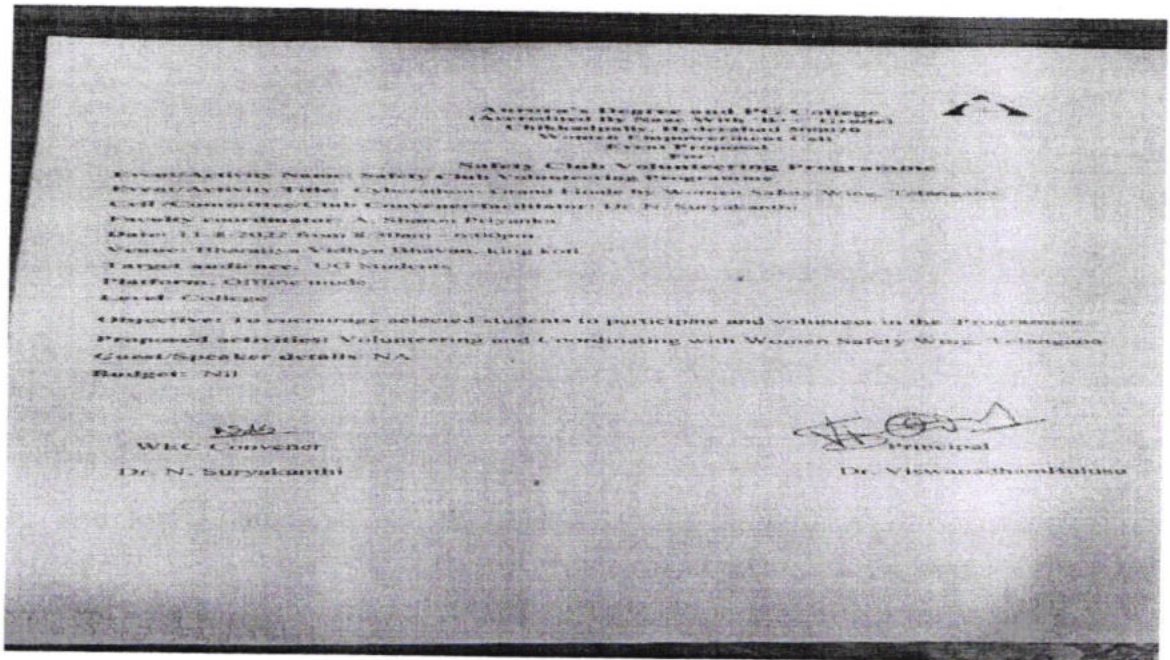 Aurora's Degree and PG College
(Accredited By Naac With 'B++' Grade)
Chikkadpally, Hyderabad 500020
Women Empowerment Cell
Event Proposal
For
Safety Club Volunteering Programme
Event/Activity Name: Safety Club Volunteering Programme
Event/Activity Title: Cyberathon Grand Finale by Women Safety Wing, Telangana
Cell /Committee/Club Convenor/facilitator: Dr. N. Suryakanthi
Faculty coordinator: A. Priyanka
Date: 11-8-2022 from 8:30am - 6:00pm
Venue: Bharatiya Vidhya Bhavan, king koti
Target audience: UG Students
Platform: Offline mode
Level: College
Objective: To encourage selected students to participate and volunteer in the Programme.
Proposed activities: Volunteering and Coordinating with Women Safety Wing, Telangana
Guest/Speaker details: NA
Budget: Nil
WEC Convener
Principal
Dr. N. Suryakanthi
Dr. ViswanadhamBulusu